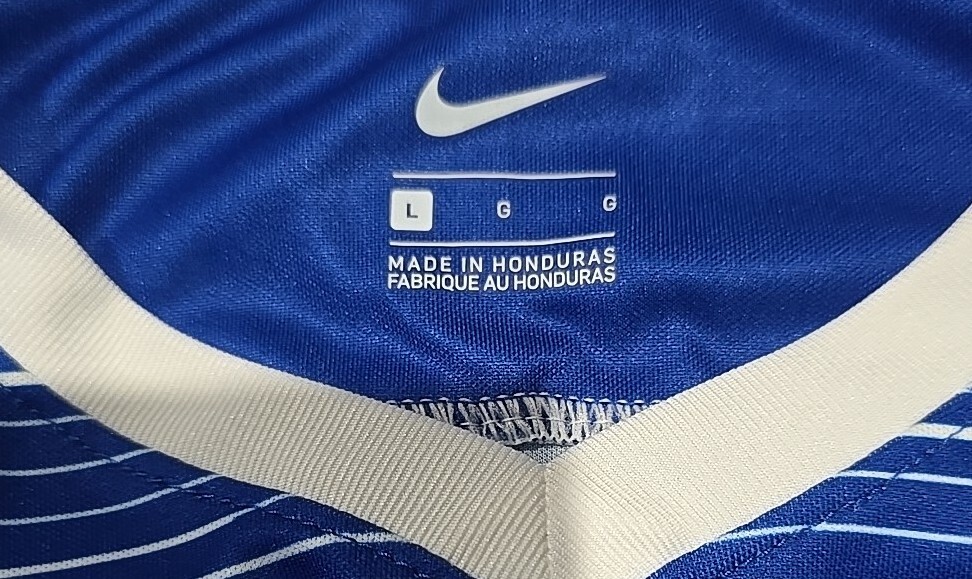 L G G
MADE IN HONDURAS
FABRIQUE AU HONDURAS